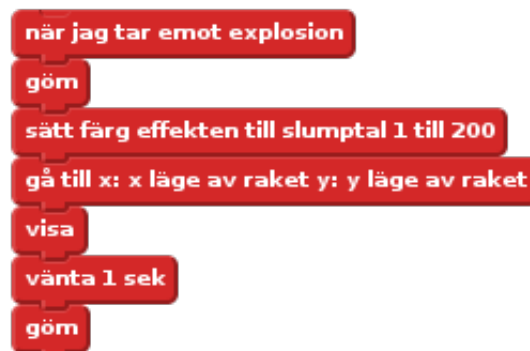 när jag tar emot explosion
göm
sätt färg effekten till slumptal 1 till 200
gå till x: x läge av raket y: y läge av raket
visa
vänta 1 sek
göm